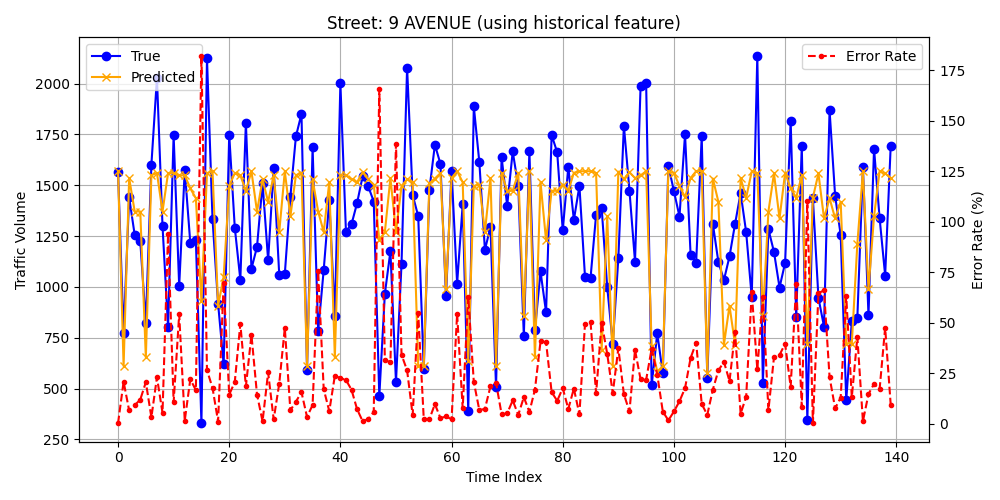 Street: 9 AVENUE (using historical feature)
True
Predicted
Error Rate
Traffic Volume
2000
1750
1500
1250
1000
750
500
250
175
150
125
100
75
50
25
0
Error Rate (%)
0 20 40 60 80 100 120 140
Time Index